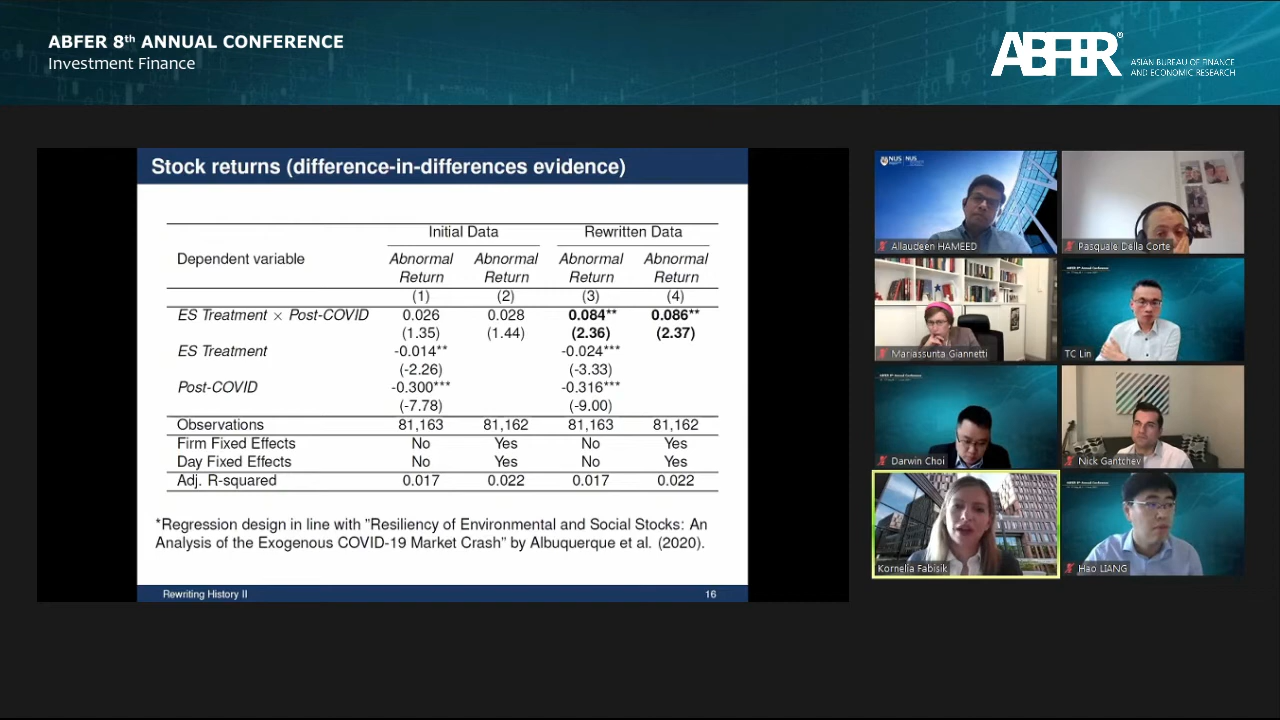 ABFER 8th ANNUAL CONFERENCE
Investment Finance
ABFER®
ASIAN BUREAU OF FINANCE
AND ECONOMIC RESEARCH
Stock returns (difference-in-differences evidence)
Initial Data Rewritten Data
Dependent variable Abnormal Abnormal Abnormal Abnormal
Return Return Return Return
(1) (2) (3) (4)
ES Treatment × Post-COVID 0.026 0.028 0.084** 0.086**
(1.35) (1.44) (2.36) (2.37)
ES Treatment -0.014** -0.024***
(-2.26) (-3.33)
Post-COVID -0.300*** -0.316***
(-7.78) (-9.00)
Observations 81,163 81,162 81,163 81,162
Firm Fixed Effects No Yes No Yes
Day Fixed Effects No Yes No Yes
Adj. R-squared 0.017 0.022 0.017 0.022
*Regression design in line with "Resiliency of Environmental and Social Stocks: An
Analysis of the Exogenous COVID-19 Market Crash" by Albuquerque et al. (2020).
Rewriting History II 16
NUS NUS
Allaudeen HAMEED
Pasquale Della Corte
Mariassunta Giannetti
TC Lin
Darwin Choi
Nick Gantchev
Kornelia Fabisik
Hao LIANG